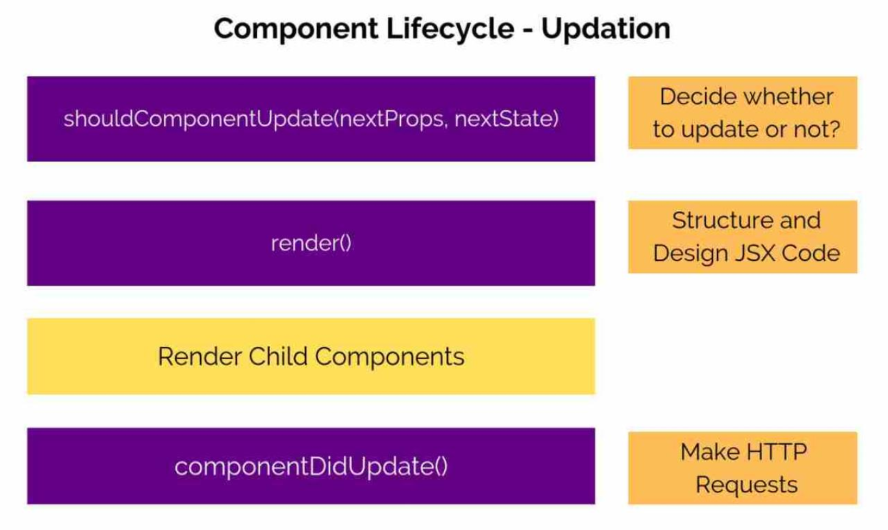 Component Lifecycle - Updation
shouldComponentUpdate(nextProps, nextState)
Decide whether
to update or not?
render()
Structure and
Design JSX Code
Render Child Components
componentDidUpdate()
Make HTTP
Requests